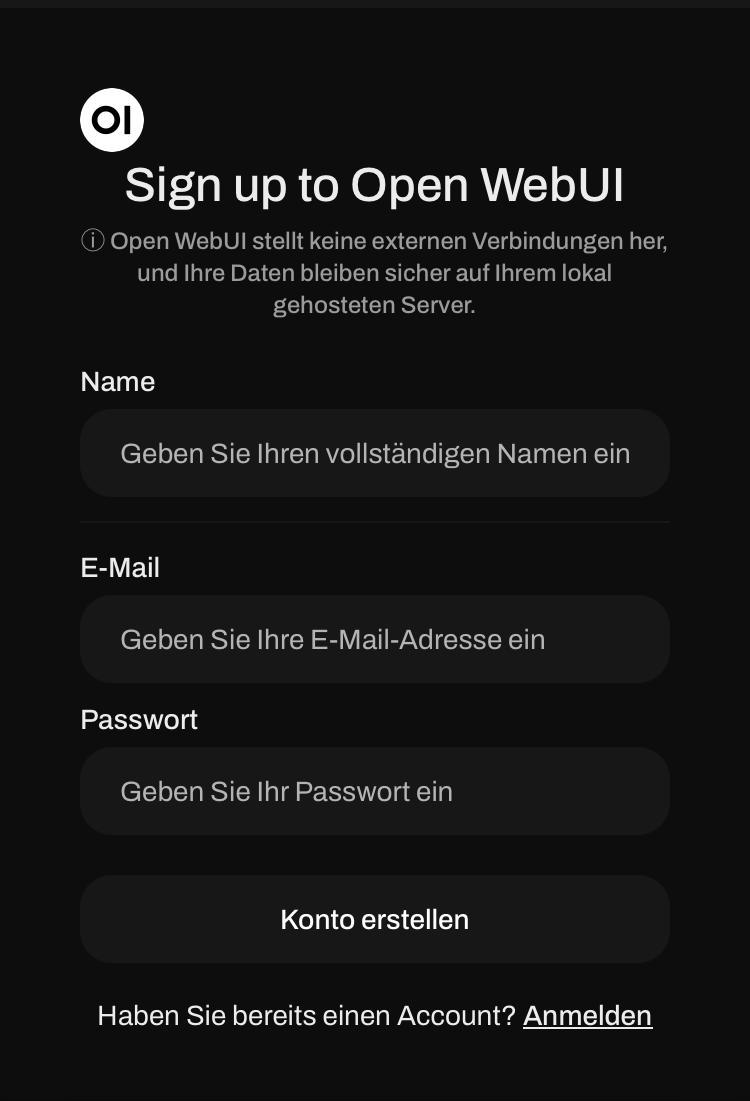 OI
Sign up to Open WebUI
ⓘ Open WebUI stellt keine externen Verbindungen her,
und Ihre Daten bleiben sicher auf Ihrem lokal
gehosteten Server.
Name
Geben Sie Ihren vollständigen Namen ein
E-Mail
Geben Sie Ihre E-Mail-Adresse ein
Passwort
Geben Sie Ihr Passwort ein
Konto erstellen
Haben Sie bereits einen Account? Anmelden